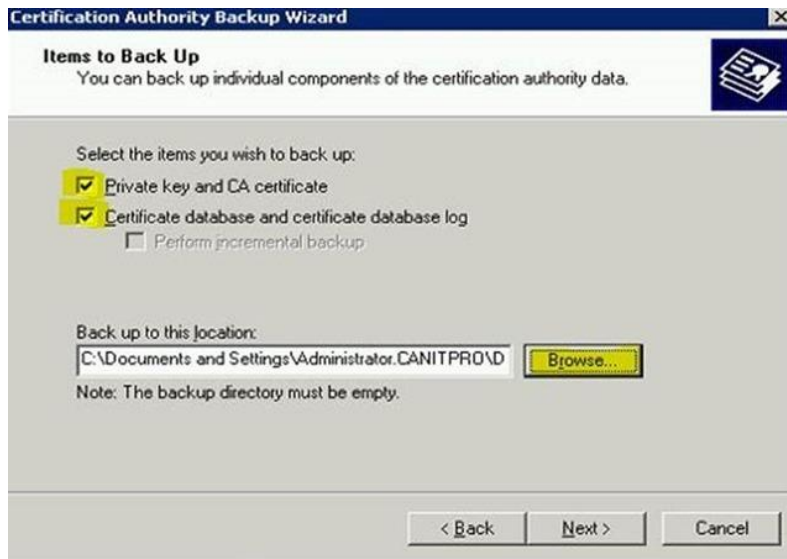 Certification Authority Backup Wizard
Items to Back Up
You can back up individual components of the certification authority data.
Select the items you wish to back up:
Private key and CA certificate
Certificate database and certificate database log
Perform incremental backup
Back up to this location:
C:\Documents and Settings\Administrator.CANITPRO\D
Browse...
Note: The backup directory must be empty.
< Back
Next >
Cancel